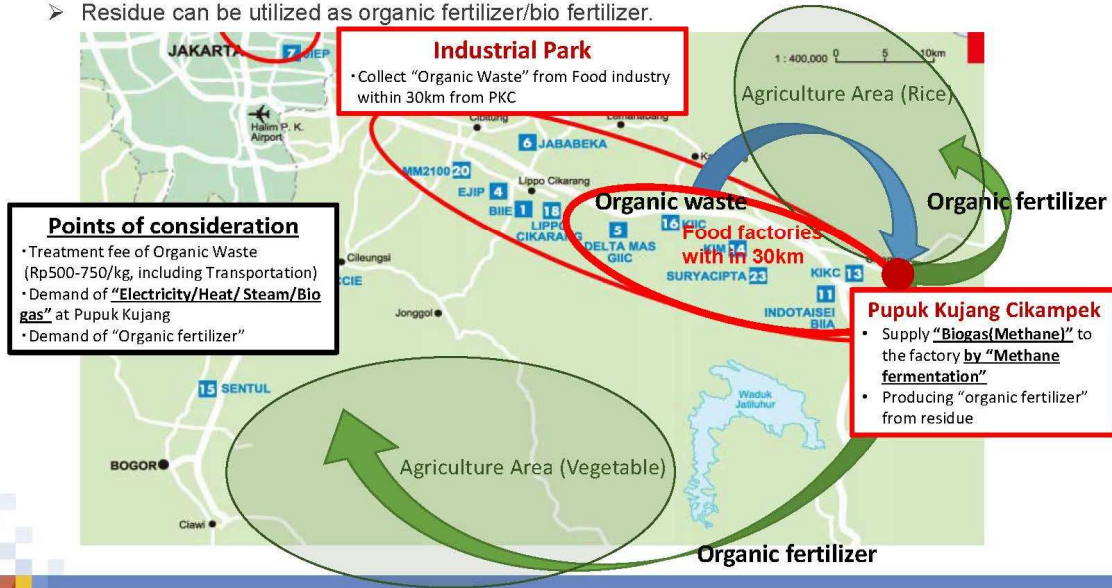 ➢ Residue can be utilized as organic fertilizer/bio fertilizer.
JAKARTA
7 JIEP
Halim P. K.
Airport
Industrial Park
・Collect “Organic Waste” from Food industry
within 30km from PKC
1 : 400,000
0 5 10km
Agriculture Area (Rice)
Cibitung
Lemahabang
6 JABABEKA
MM2100 20
Lippo Cikarang
EJIP 4
BIIE 1
18
LIPPO
CIKARANG
Organic waste
Organic fertilizer
5
DELTA MAS
GIIC
16 KIIC
Food factories
with in 30km
KIM 14
SURYACIPTA 23
KIKC 13
11
INDOTAISEI
BIIA
Points of consideration
・Treatment fee of Organic Waste
(Rp500-750/kg, including Transportation)
・Demand of “Electricity/Heat/ Steam/Bio
gas” at Pupuk Kujang
・Demand of “Organic fertilizer”
Cileungsi
CCIE
Jonggol
Pupuk Kujang Cikampek
• Supply “Biogas(Methane)” to
the factory by “Methane
fermentation”
• Producing “organic fertilizer”
from residue
15 SENTUL
Waduk
Jatiluhur
BOGOR
Agriculture Area (Vegetable)
Ciawi
Organic fertilizer